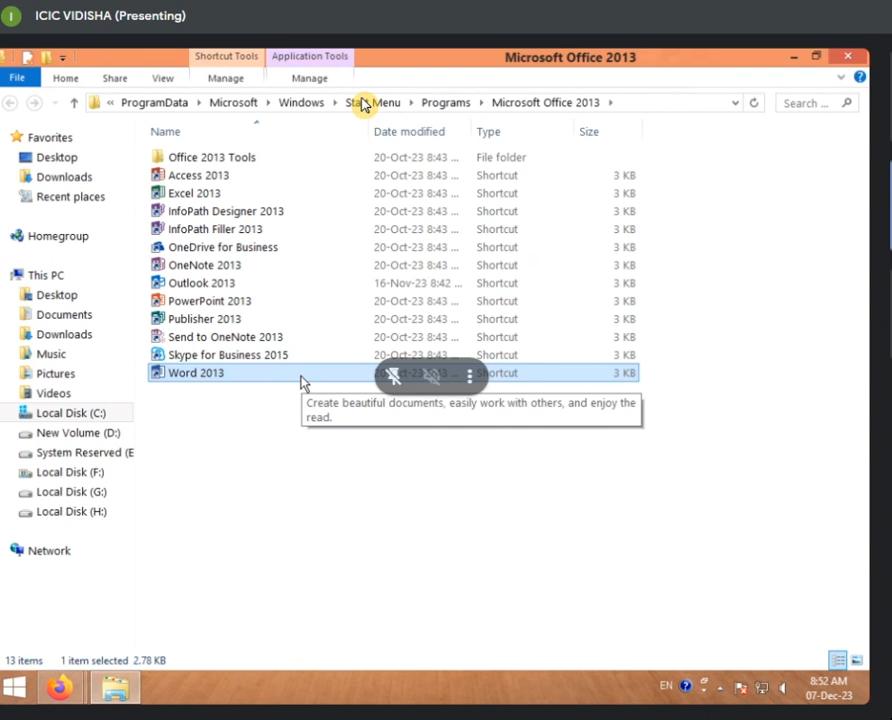 I ICIC VIDISHA (Presenting)
Shortcut Tools Application Tools Microsoft Office 2013
File Home Share View Manage Manage
« ProgramData Microsoft Windows Start Menu Programs Microsoft Office 2013 Search ...
Name Date modified Type Size
Favorites
Desktop
Downloads
Recent places
Homegroup
This PC
Desktop
Documents
Downloads
Music
Pictures
Videos
Local Disk (C:)
New Volume (D:)
System Reserved (E
Local Disk (F:)
Local Disk (G:)
Local Disk (H:)
Network
Office 2013 Tools 20-Oct-23 8:43 ... File folder
Access 2013 20-Oct-23 8:43 ... Shortcut 3 KB
Excel 2013 20-Oct-23 8:43 ... Shortcut 3 KB
InfoPath Designer 2013 20-Oct-23 8:43 ... Shortcut 3 KB
InfoPath Filler 2013 20-Oct-23 8:43 ... Shortcut 3 KB
OneDrive for Business 20-Oct-23 8:43 ... Shortcut 3 KB
OneNote 2013 20-Oct-23 8:43 ... Shortcut 3 KB
Outlook 2013 16-Nov-23 8:42 ... Shortcut 3 KB
PowerPoint 2013 20-Oct-23 8:43 ... Shortcut 3 KB
Publisher 2013 20-Oct-23 8:43 ... Shortcut 3 KB
Send to OneNote 2013 20-Oct-23 8:43 ... Shortcut 3 KB
Skype for Business 2015 20-Oct-23 8:43 ... Shortcut 3 KB
Word 2013 3 KB
Create beautiful documents, easily work with others, and enjoy the
read.
13 items 1 item selected 2.78 KB
EN 8:52 AM
07-Dec-23